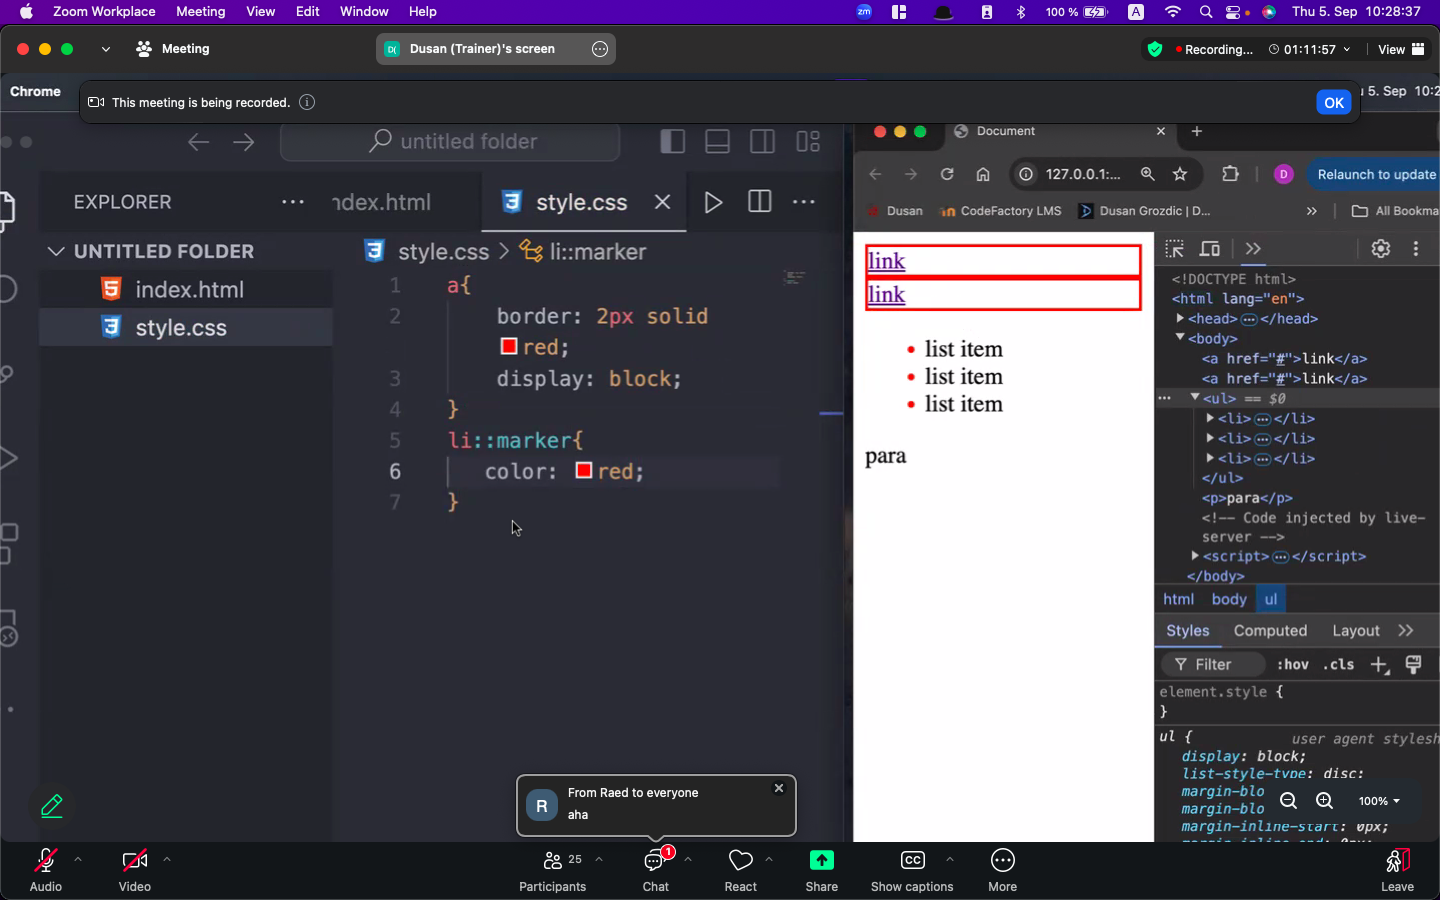 Zoom Workplace Meeting View Edit Window Help
zm 100 % A Thu 5. Sep 10:28:37
Meeting
D( Dusan (Trainer)'s screen
Recording... 01:11:57 View
Chrome
This meeting is being recorded.
OK
5. Sep 10:2
untitled folder
Document
127.0.0.1:...
D
Relaunch to update
Dusan
CodeFactory LMS
Dusan Grozdic | D...
All Bookma
EXPLORER
ndex.html
style.css
UNTITLED FOLDER
index.html
style.css
style.css > li::marker
1 a{
2 border: 2px solid
red;
3 display: block;
4 }
5 li::marker{
6 color: red;
7 }
link
link
• list item
• list item
• list item
para
<!DOCTYPE html>
<html lang="en">
<head> </head>
<body>
<a href="#">link</a>
<a href="#">link</a>
<ul> == $0
<li> </li>
<li> </li>
<li> </li>
</ul>
<p>para</p>
<!-- Code injected by live-
server -->
<script> </script>
</body>
html body ul
Styles Computed Layout
Filter :hov .cls
element.style {
}
ul { user agent stylesh
display: block;
list-style-type: disc;
margin-blo
margin-blo
margin-inline-start: 0px;
100%
R
From Raed to everyone
aha
Audio
Video
25
Participants
1
Chat
React
Share
CC
Show captions
More
Leave